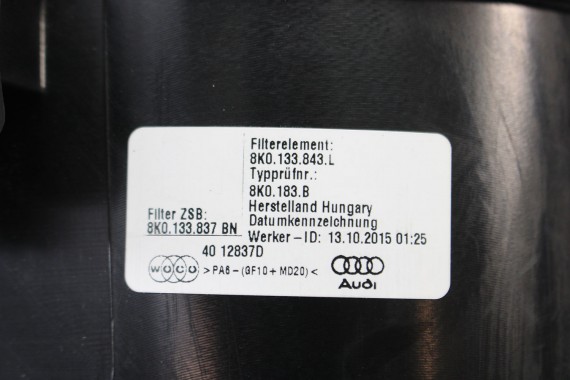 Filterelement:
8K0.133.843.L
Typprüfnr.:
8K0.183.B
Herstelland Hungary
Datumkennzeichnung
Werker-ID: 13.10.2015 01:25
Filter ZSB:
8K0.133.837 BN
40 12837D
WOCO >PA6-(GF10+MD20)<
Audi